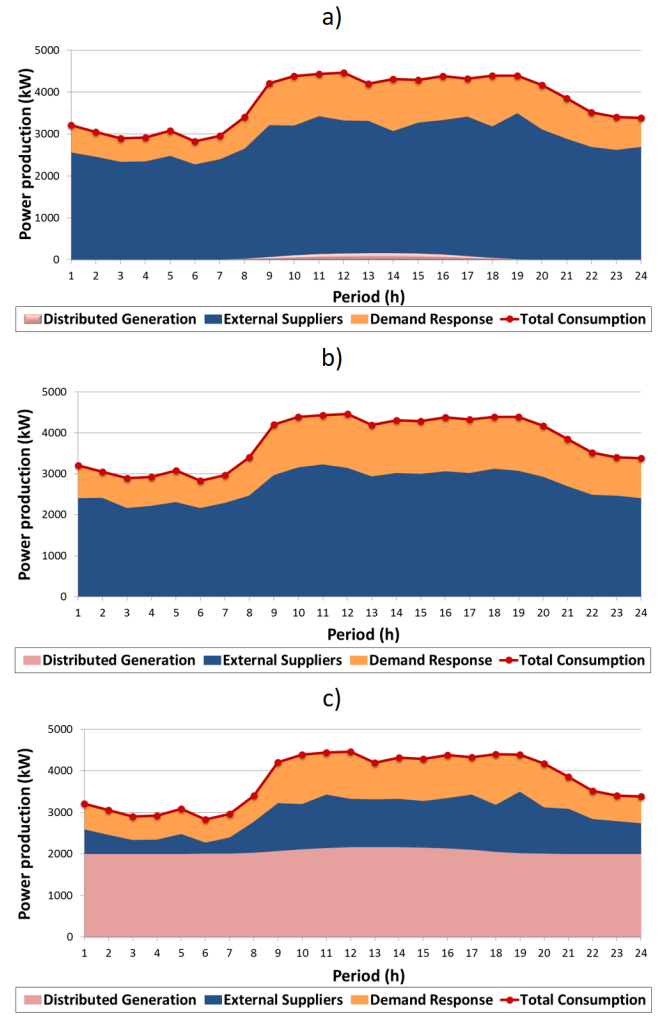 a)
5000
4000
3000
2000
1000
0
Power production (kW)
1 2 3 4 5 6 7 8 9 10 11 12 13 14 15 16 17 18 19 20 21 22 23 24
Period (h)
Distributed Generation External Suppliers Demand Response Total Consumption
b)
5000
4000
3000
2000
1000
0
Power production (kW)
1 2 3 4 5 6 7 8 9 10 11 12 13 14 15 16 17 18 19 20 21 22 23 24
Period (h)
Distributed Generation External Suppliers Demand Response Total Consumption
c)
5000
4000
3000
2000
1000
0
Power production (kW)
1 2 3 4 5 6 7 8 9 10 11 12 13 14 15 16 17 18 19 20 21 22 23 24
Period (h)
Distributed Generation External Suppliers Demand Response Total Consumption